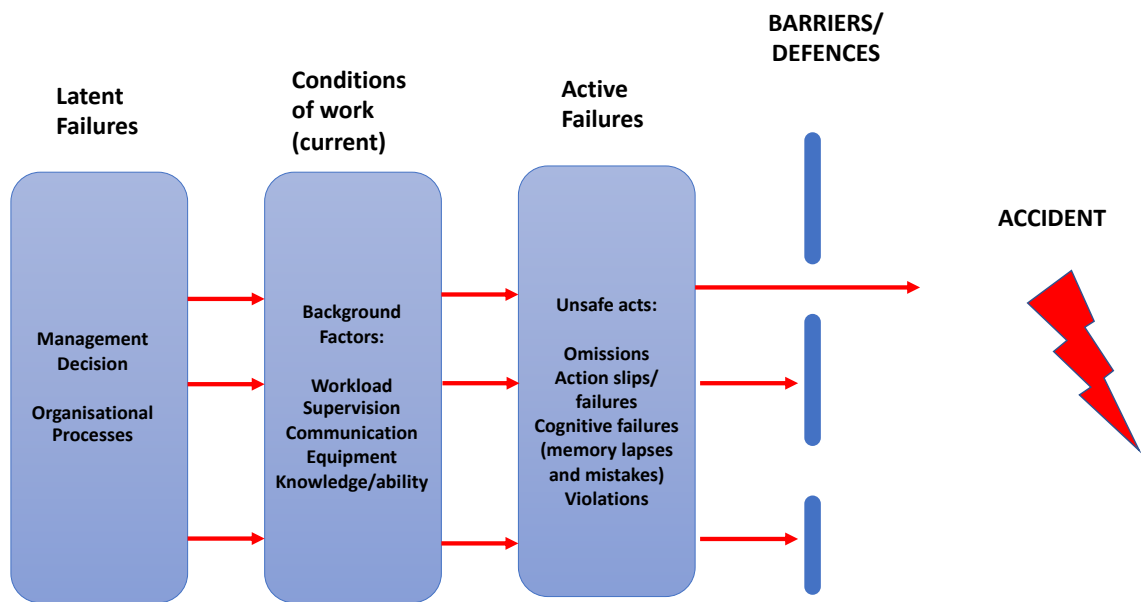 BARRIERS/
DEFENCES
Latent
Failures
Conditions
of work
(current)
Active
Failures
ACCIDENT
Management
Decision
Organisational
Processes
Background
Factors:
Workload
Supervision
Communication
Equipment
Knowledge/ability
Unsafe acts:
Omissions
Action slips/
failures
Cognitive failures
(memory lapses
and mistakes)
Violations